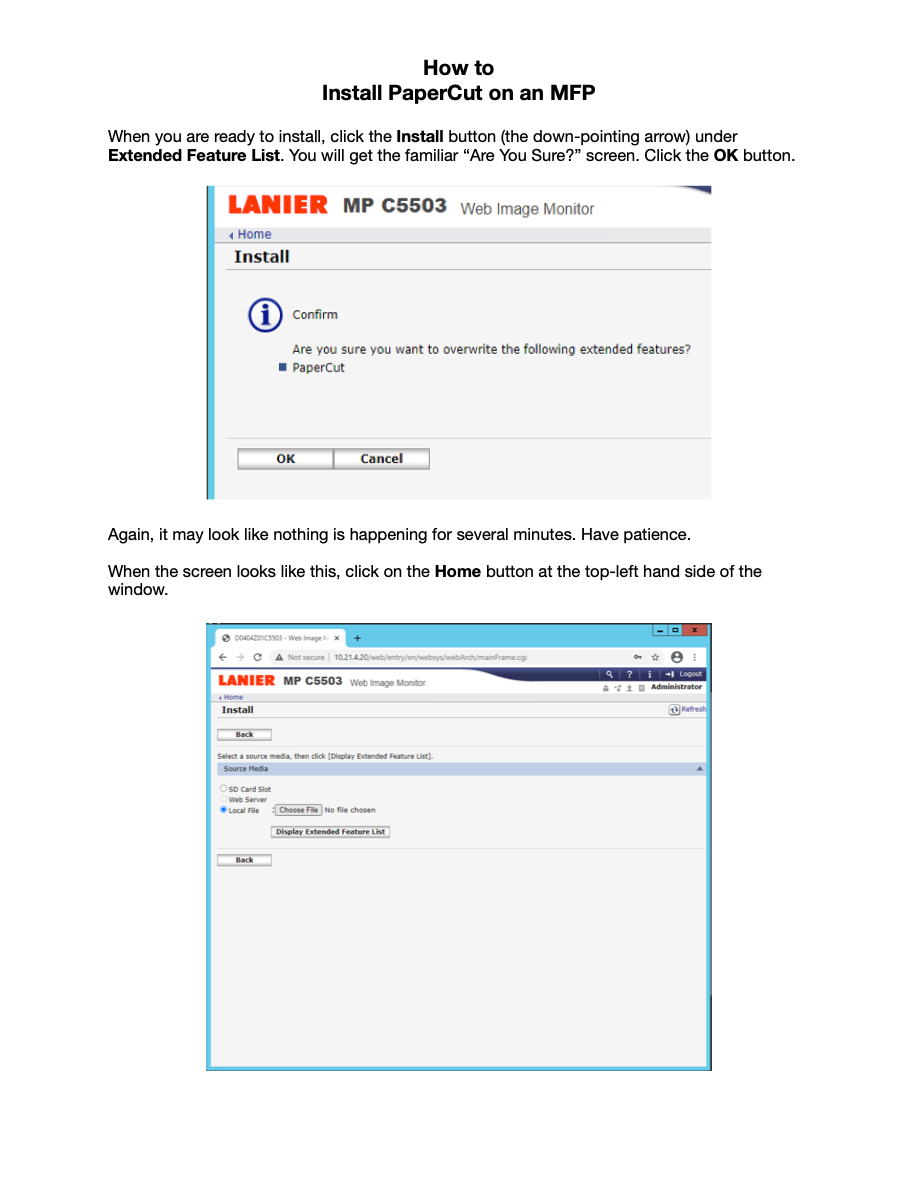 How to
Install PaperCut on an MFP
When you are ready to install, click the Install button (the down-pointing arrow) under
Extended Feature List. You will get the familiar “Are You Sure?” screen. Click the OK button.
LANIER MP C5503 Web Image Monitor
Home
Install
Confirm
Are you sure you want to overwrite the following extended features?
PaperCut
OK Cancel
Again, it may look like nothing is happening for several minutes. Have patience.
When the screen looks like this, click on the Home button at the top-left hand side of the
window.
D0404Z01C5503 - Web Image M
Not secure | 10.21.4.20/web/entry/en/websys/webArch/mainFrame.cgi
LANIER MP C5503 Web Image Monitor
Logout
Administrator
Home
Install
Refresh
Back
Select a source media, then click [Display Extended Feature List].
Source Media
SD Card Slot
Web Server
Local File : Choose File No file chosen
Display Extended Feature List
Back